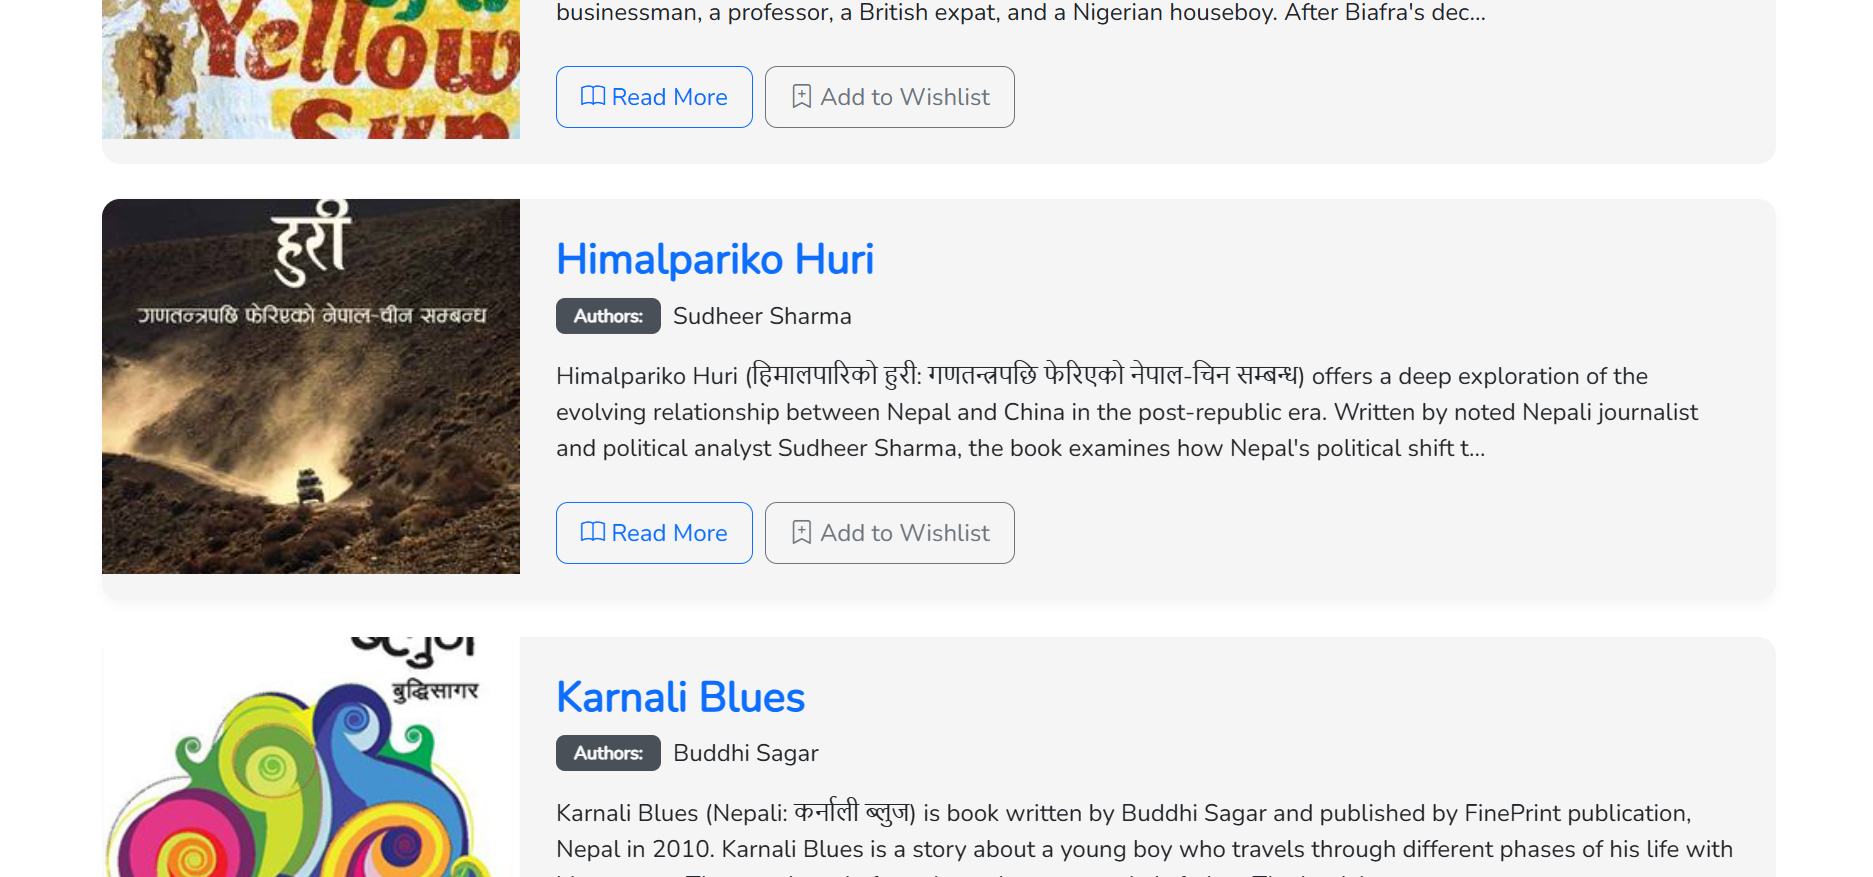 Yellow
Sun
businessman, a professor, a British expat, and a Nigerian houseboy. After Biafra's dec...
Read More
Add to Wishlist
हुरी
गणतन्त्रपछि फेरिएको नेपाल-चीन सम्बन्ध
Himalpariko Huri
Authors: Sudheer Sharma
Himalpariko Huri (हिमालपारिको हुरी: गणतन्त्रपछि फेरिएको नेपाल-चिन सम्बन्ध) offers a deep exploration of the
evolving relationship between Nepal and China in the post-republic era. Written by noted Nepali journalist
and political analyst Sudheer Sharma, the book examines how Nepal's political shift t...
Read More
Add to Wishlist
बुद्धिसागर
Karnali Blues
Authors: Buddhi Sagar
Karnali Blues (Nepali: कर्नाली ब्लुज) is book written by Buddhi Sagar and published by FinePrint publication,
Nepal in 2010. Karnali Blues is a story about a young boy who travels through different phases of his life with